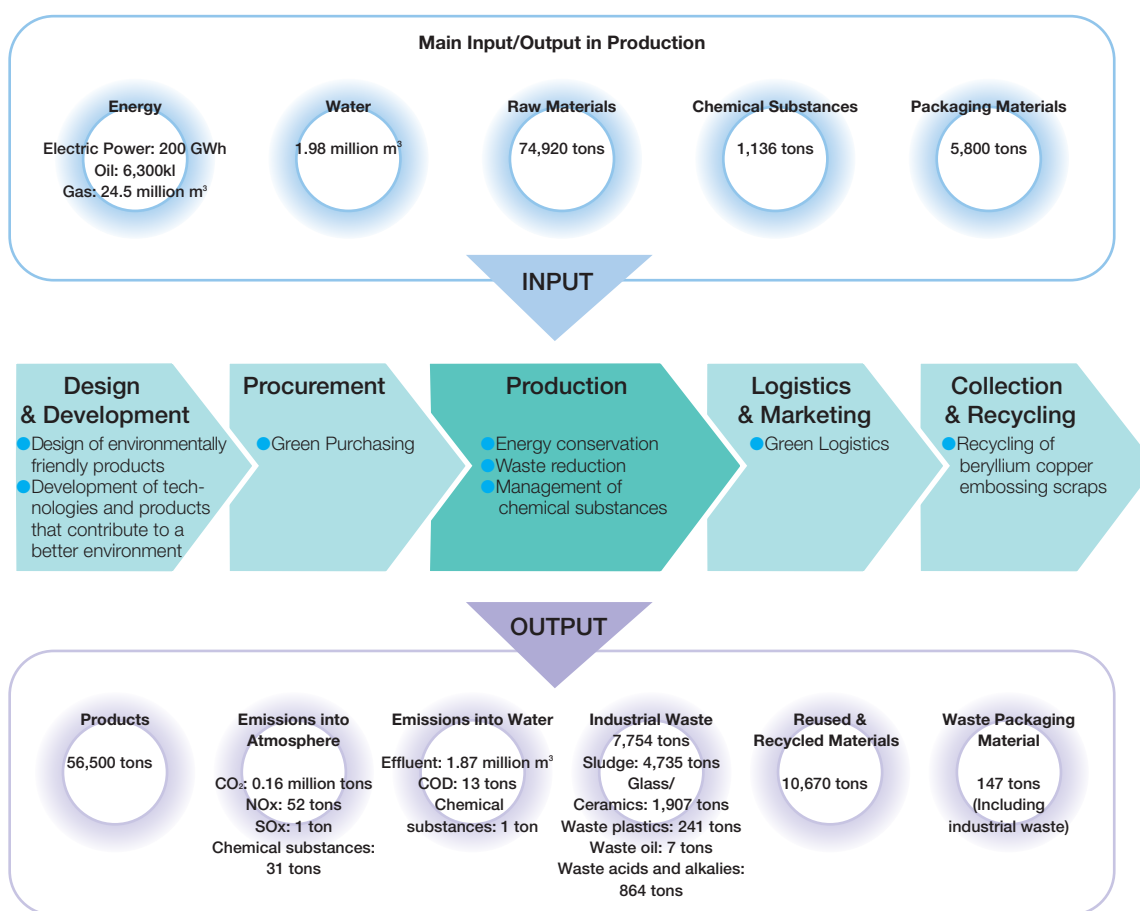 Main Input/Output in Production
Energy
Electric Power: 200 GWh
Oil: 6,300kl
Gas: 24.5 million m³
Water
1.98 million m³
Raw Materials
74,920 tons
Chemical Substances
1,136 tons
Packaging Materials
5,800 tons
INPUT
Design
& Development
Design of environmentally
friendly products
Development of tech-
nologies and products
that contribute to a
better environment
Procurement
Green Purchasing
Production
Energy conservation
Waste reduction
Management of
chemical substances
Logistics
& Marketing
Green Logistics
Collection
& Recycling
Recycling of
beryllium copper
embossing scraps
OUTPUT
Products
56,500 tons
Emissions into
Atmosphere
CO₂: 0.16 million tons
NOx: 52 tons
SOx: 1 ton
Chemical substances:
31 tons
Emissions into Water
Effluent: 1.87 million m³
COD: 13 tons
Chemical
substances: 1 ton
Industrial Waste
7,754 tons
Sludge: 4,735 tons
Glass/
Ceramics: 1,907 tons
Waste plastics: 241 tons
Waste oil: 7 tons
Waste acids and alkalies:
864 tons
Reused &
Recycled Materials
10,670 tons
Waste Packaging
Material
147 tons
(Including
industrial waste)